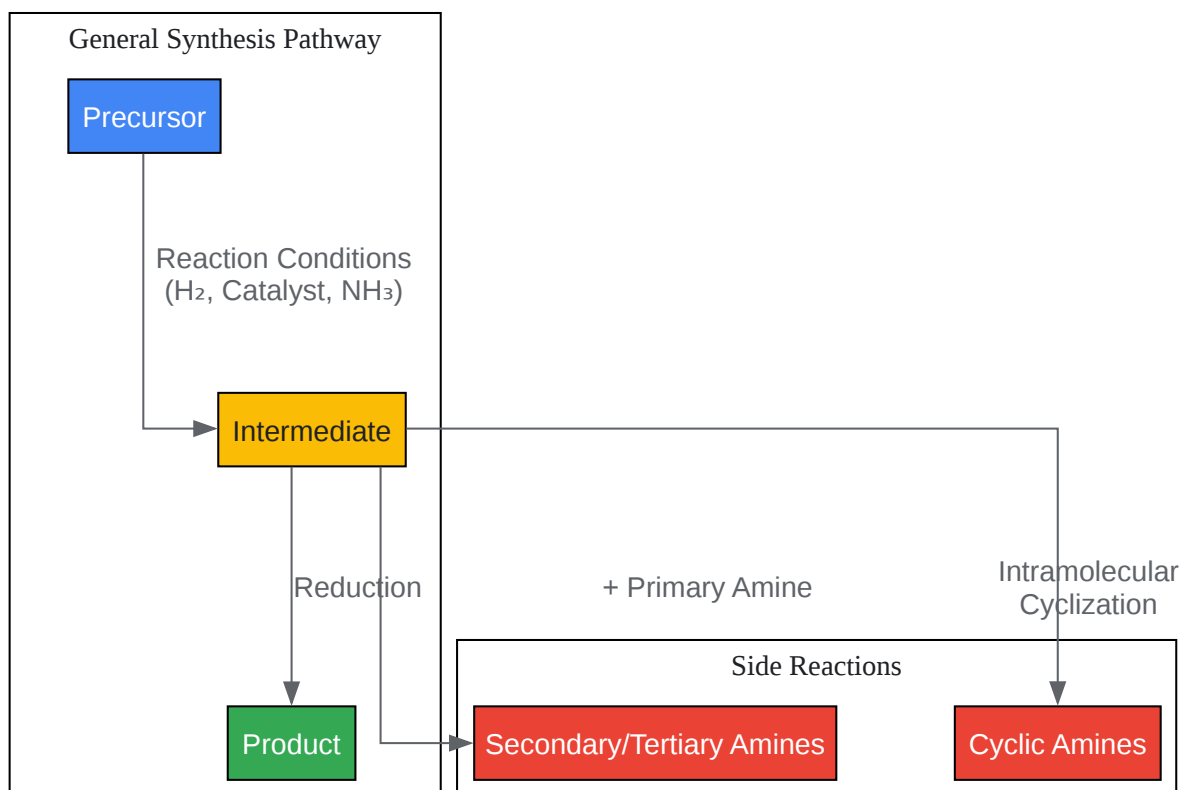 General Synthesis Pathway
Precursor
Reaction Conditions
(H₂, Catalyst, NH₃)
Intermediate
Reduction
+ Primary Amine
Intramolecular
Cyclization
Side Reactions
Product
Secondary/Tertiary Amines
Cyclic Amines